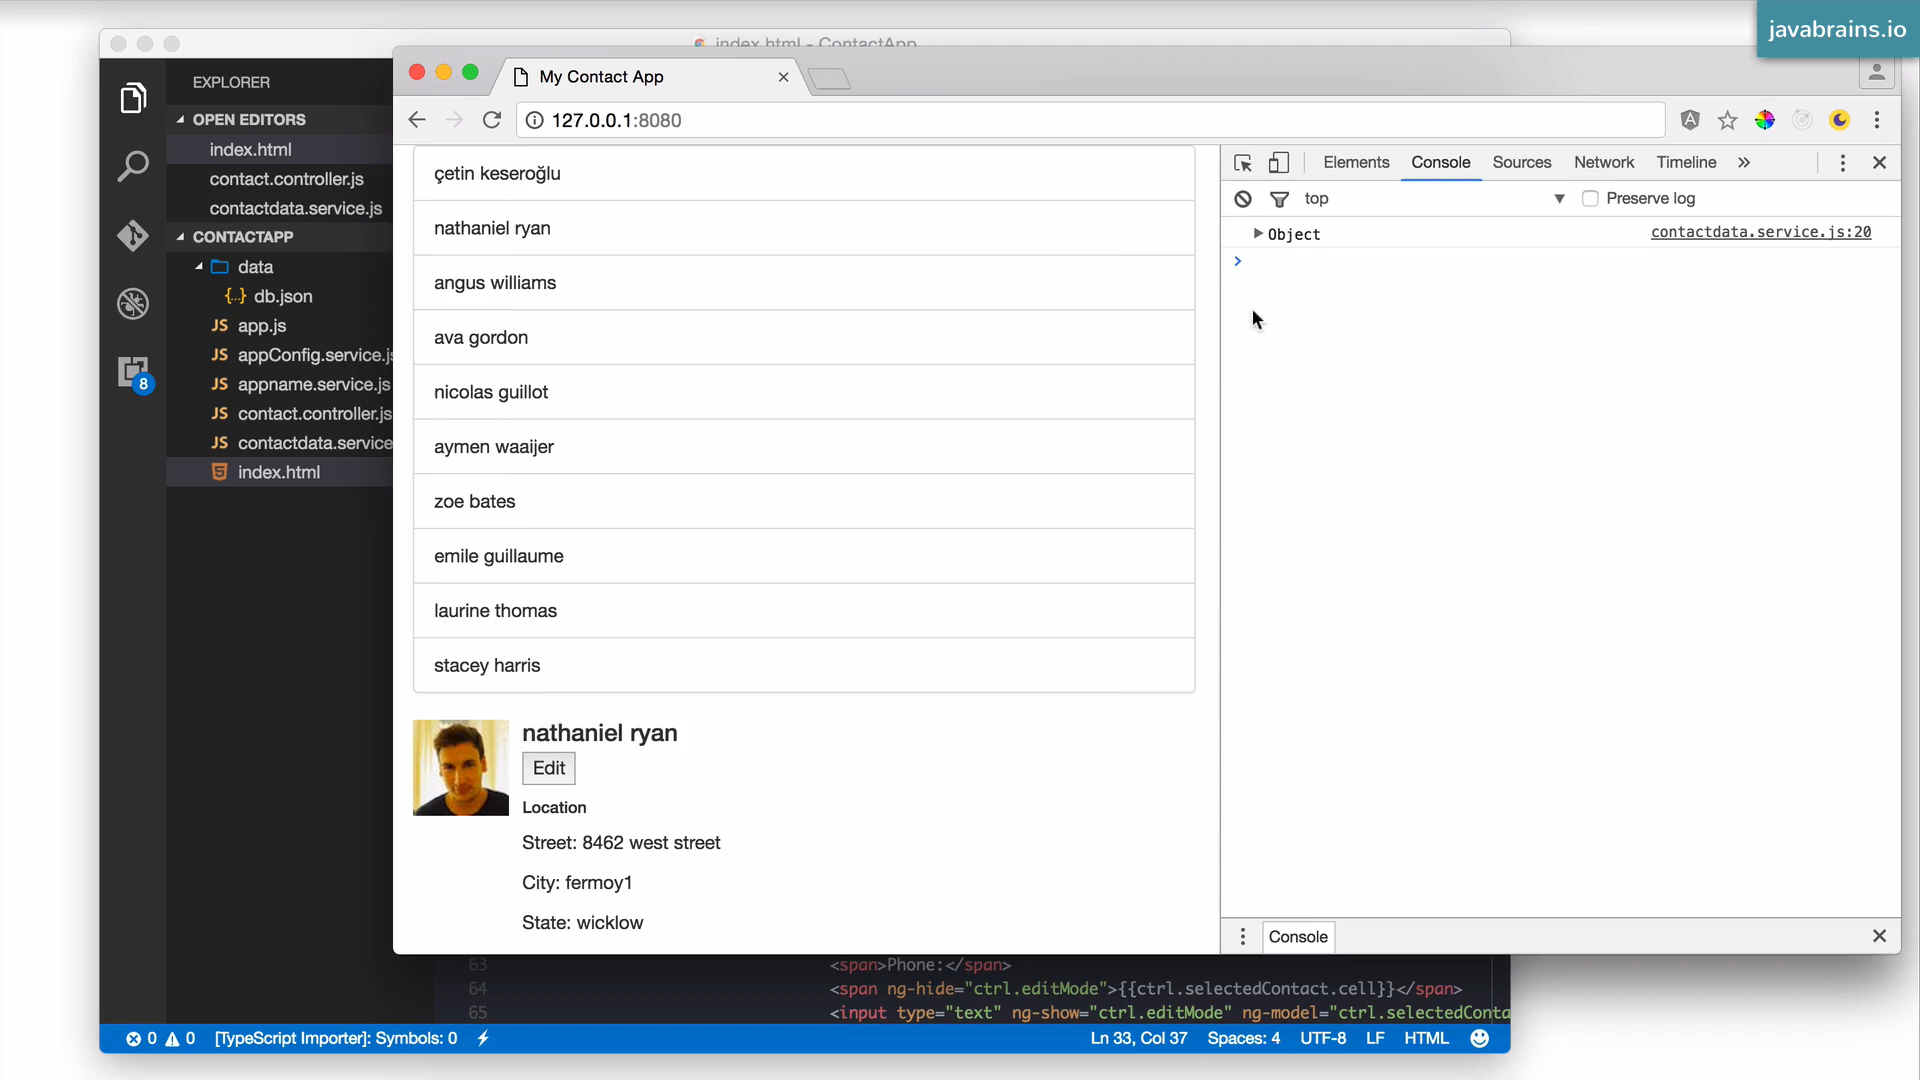 javabrains.io
index.html - ContactApp
My Contact App
127.0.0.1:8080
EXPLORER
OPEN EDITORS
index.html
contact.controller.js
contactdata.service.js
CONTACTAPP
data
{..} db.json
JS app.js
JS appConfig.service.js
JS appname.service.js
JS contact.controller.js
JS contactdata.service
index.html
8
çetin keseroğlu
nathaniel ryan
angus williams
ava gordon
nicolas guillot
aymen waaijer
zoe bates
emile guillaume
laurine thomas
stacey harris
nathaniel ryan
Edit
Location
Street: 8462 west street
City: fermoy1
State: wicklow
Elements Console Sources Network Timeline »
top Preserve log
Object contactdata.service.js:20
Console
63 <span>Phone:</span>
64 <span ng-hide="ctrl.editMode">{{ctrl.selectedContact.cell}}</span>
65 <input type="text" ng-show="ctrl.editMode" ng-model="ctrl.selectedConta
0 0 [TypeScript Importer]: Symbols: 0 Ln 33, Col 37 Spaces: 4 UTF-8 LF HTML